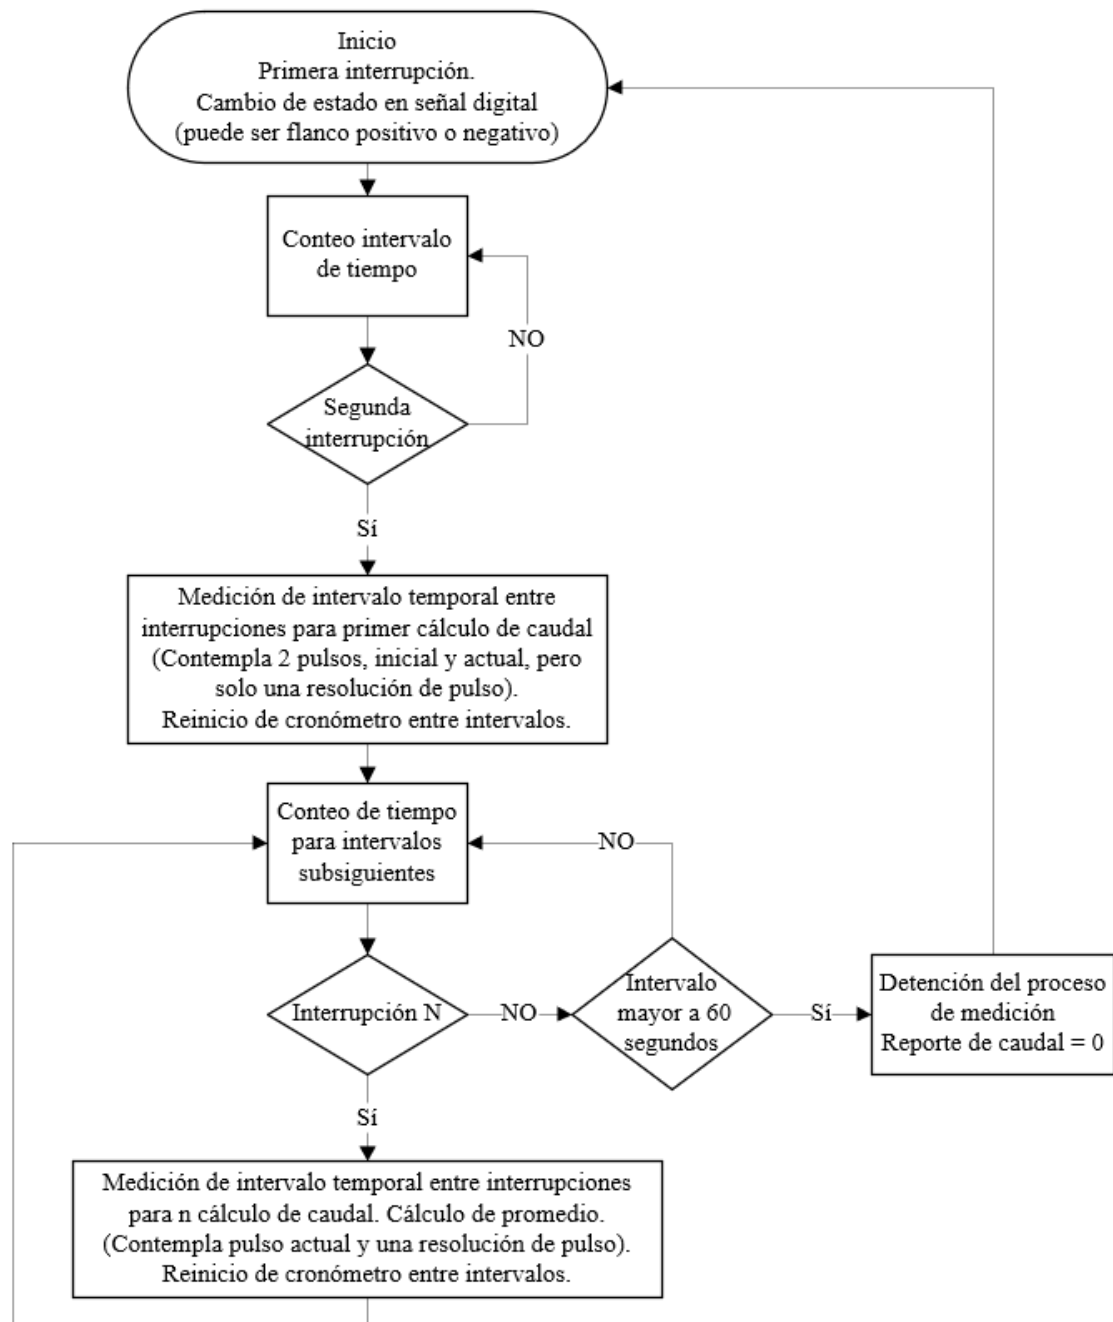 Inicio
Primera interrupción.
Cambio de estado en señal digital
(puede ser flanco positivo o negativo)
Conteo intervalo
de tiempo
NO
Segunda
interrupción
Sí
Medición de intervalo temporal entre
interrupciones para primer cálculo de caudal
(Contempla 2 pulsos, inicial y actual, pero
solo una resolución de pulso).
Reinicio de cronómetro entre intervalos.
Conteo de tiempo
para intervalos
subsiguientes
NO
Interrupción N
NO
Intervalo
mayor a 60
segundos
Sí
Detención del proceso
de medición
Reporte de caudal = 0
Sí
Medición de intervalo temporal entre interrupciones
para n cálculo de caudal. Cálculo de promedio.
(Contempla pulso actual y una resolución de pulso).
Reinicio de cronómetro entre intervalos.